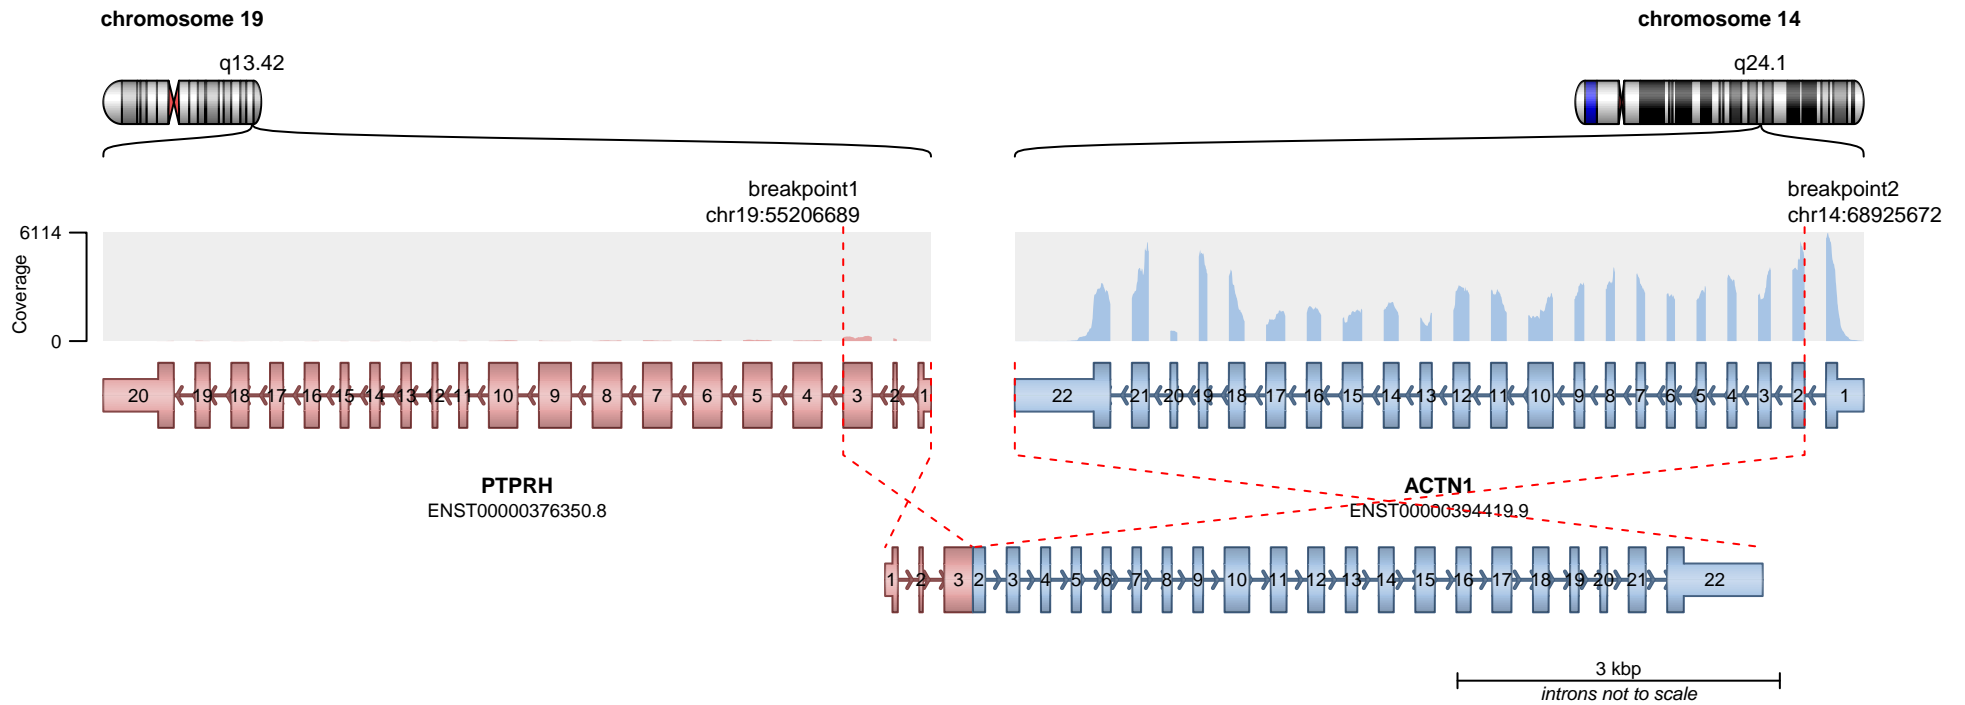 chromosome 19
chromosome 14
q13.42
q24.1
breakpoint1
chr19:55206689
breakpoint2
chr14:68925672
6114
Coverage
0
20 19 18 17 16 15 14 13 12 11 10 9 8 7 6 5 4 3 2 1
22 21 20 19 18 17 16 15 14 13 12 11 10 9 8 7 6 5 4 3 2 1
PTPRH
ENST00000376350.8
ACTN1
ENST00000394419.9
1 2 3 2 3 4 5 6 7 8 9 10 11 12 13 14 15 16 17 18 19 20 21 22
3 kbp
introns not to scale